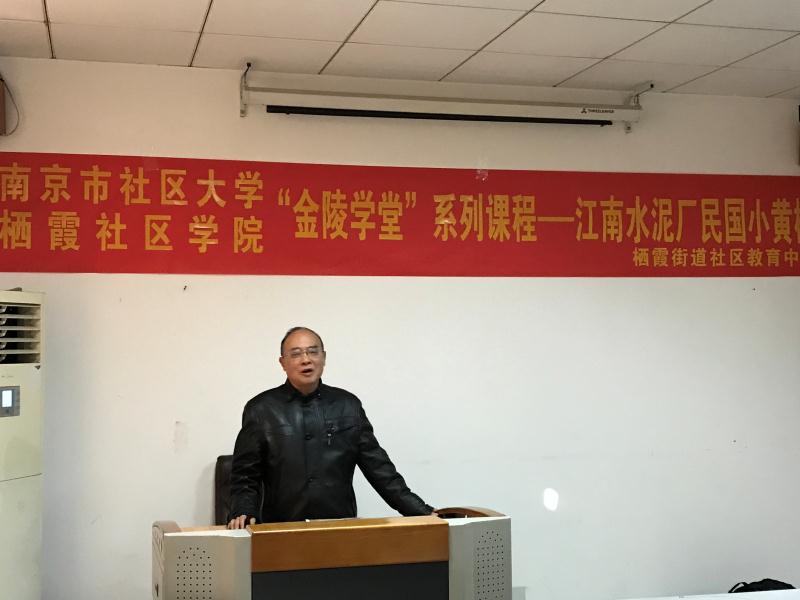 南京市社区大学
栖霞社区学院
“金陵学堂”系列课程——江南水泥厂民国小黄
栖霞街道社区教育中